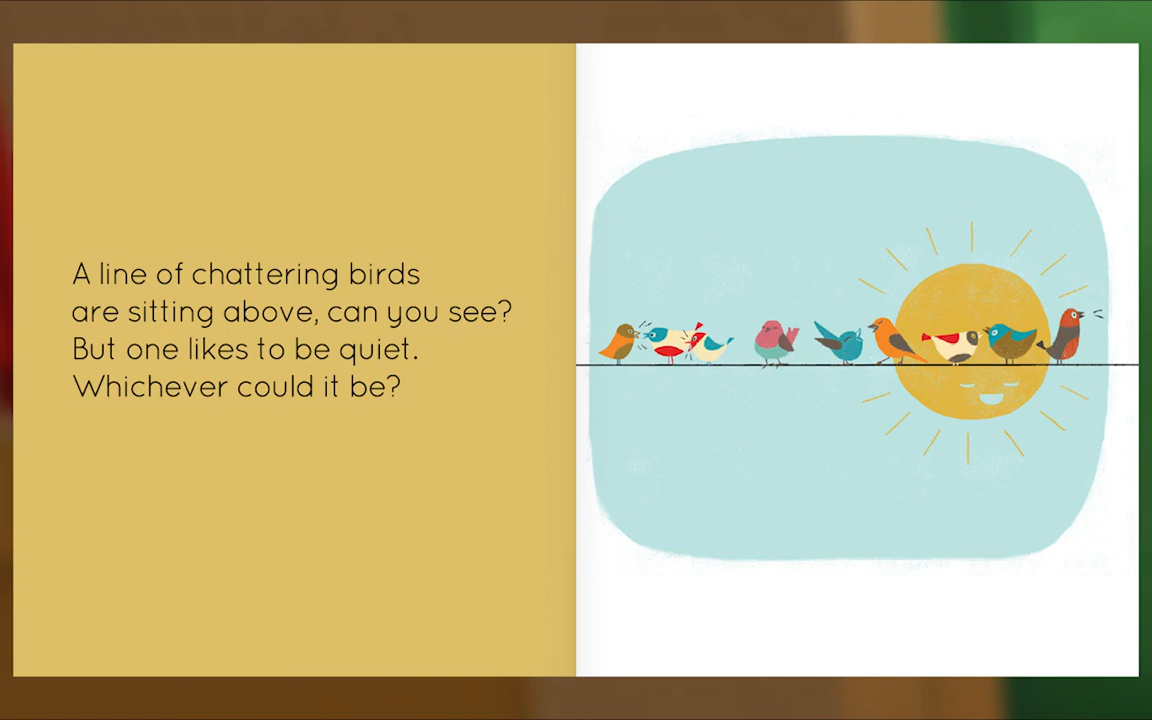 A line of chattering birds
are sitting above, can you see?
But one likes to be quiet.
Whichever could it be?